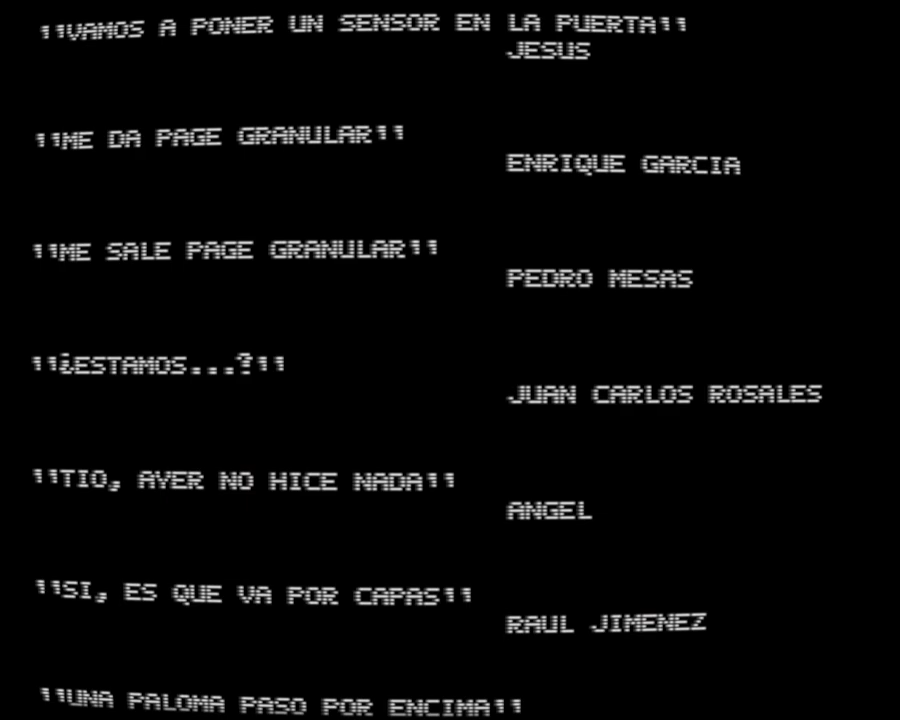 ''VAMOS A PONER UN SENSOR EN LA PUERTA''
JESUS
''ME DA PAGE GRANULAR''
ENRIQUE GARCIA
''ME SALE PAGE GRANULAR''
PEDRO MESAS
''¿ESTAMOS...?''
JUAN CARLOS ROSALES
''TIO, AYER NO HICE NADA''
ANGEL
''SI, ES QUE VA POR CAPAS''
RAUL JIMENEZ
''UNA PALOMA PASO POR ENCIMA''